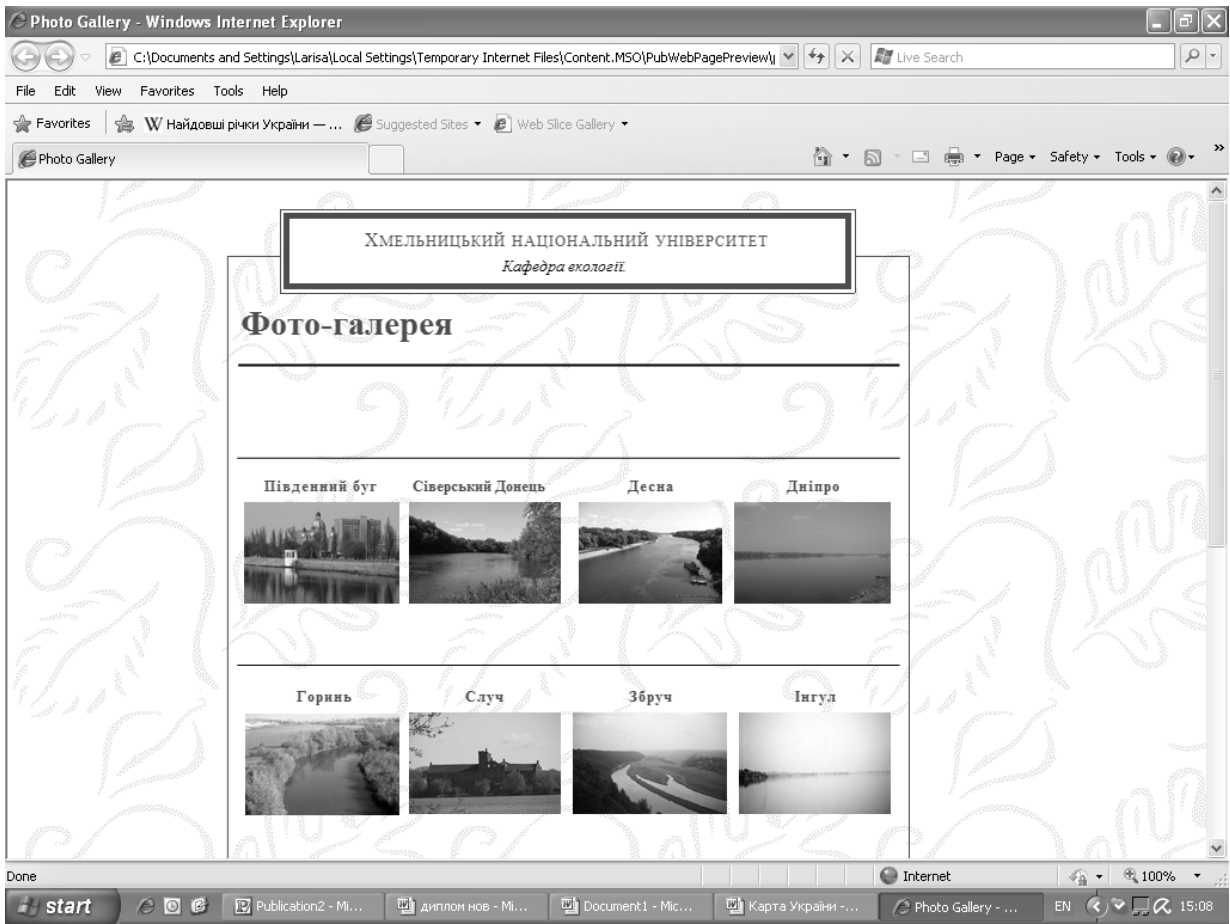 Photo Gallery - Windows Internet Explorer
C:\Documents and Settings\Larisa\Local Settings\Temporary Internet Files\Content.MSO\PubWebPagePreview\
Live Search
File Edit View Favorites Tools Help
Favorites W Найдовші річки України — ... Suggested Sites Web Slice Gallery
Photo Gallery Page Safety Tools »
Хмельницький національний університет
Кафедра екології.
Фото-галерея
Південний буг Сіверський Донець Десна Дніпро
Горинь Случ Збруч Інгул
Done Internet 100%
start Publication2 - Mi... диплом нов - Mi... Document1 - Mic... Карта України -... Photo Gallery - ... EN 15:08